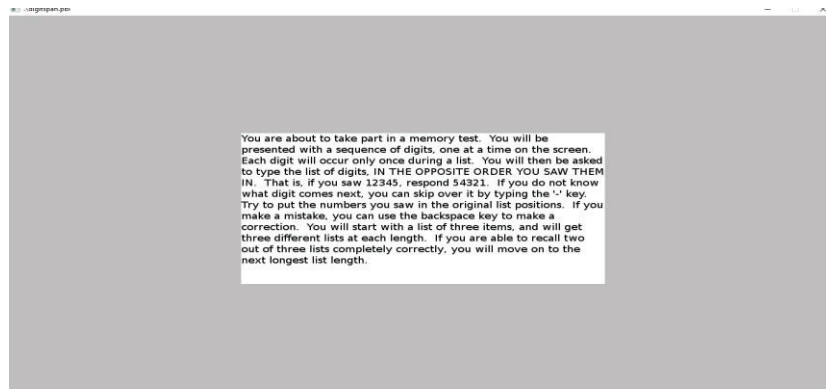 .\digitspan.pbl
You are about to take part in a memory test.  You will be
presented with a sequence of digits, one at a time on the screen.
Each digit will occur only once during a list.  You will then be asked
to type the list of digits, IN THE OPPOSITE ORDER YOU SAW THEM
IN.  That is, if you saw 12345, respond 54321.  If you do not know
what digit comes next, you can skip over it by typing the '-' key.
Try to put the numbers you saw in the original list positions.  If you
make a mistake, you can use the backspace key to make a
correction.  You will start with a list of three items, and will get
three different lists at each length.  If you are able to recall two
out of three lists completely correctly, you will move on to the
next longest list length.